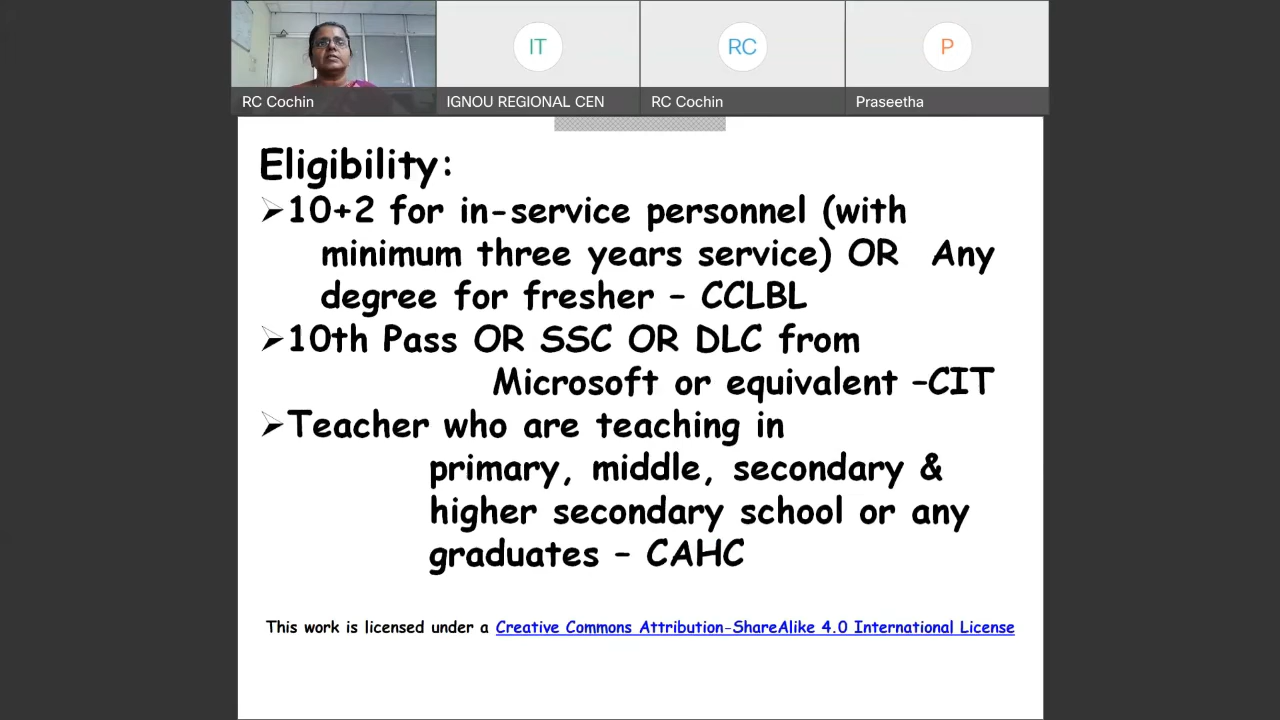 IT
RC
P
RC Cochin
IGNOU REGIONAL CEN
RC Cochin
Praseetha
Eligibility:
➢10+2 for in-service personnel (with
minimum three years service) OR Any
degree for fresher – CCLBL
➢10th Pass OR SSC OR DLC from
Microsoft or equivalent –CIT
➢Teacher who are teaching in
primary, middle, secondary &
higher secondary school or any
graduates – CAHC
This work is licensed under a Creative Commons Attribution-ShareAlike 4.0 International License